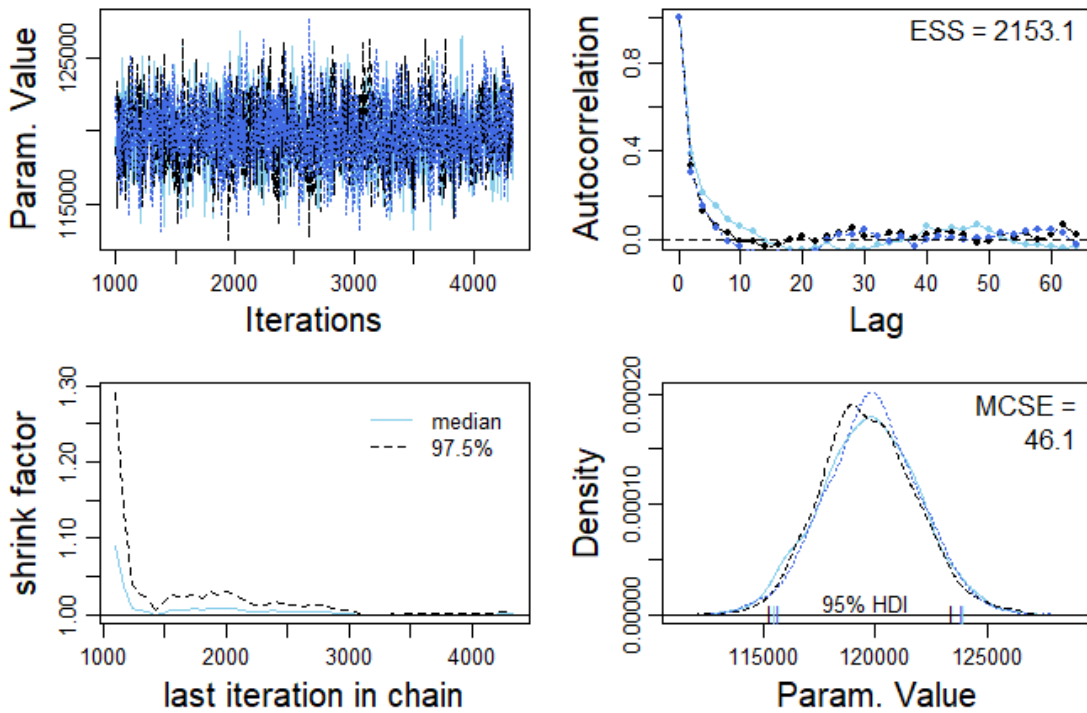 Param. Value
115000 125000
1000 2000 3000 4000
Iterations
ESS = 2153.1
Autocorrelation
0.0 0.4 0.8
0 10 20 30 40 50 60
Lag
shrink factor
1.00 1.10 1.20 1.30
median
97.5%
1000 2000 3000 4000
last iteration in chain
MCSE =
46.1
Density
0.00000 0.00010 0.00020
95% HDI
115000 120000 125000
Param. Value